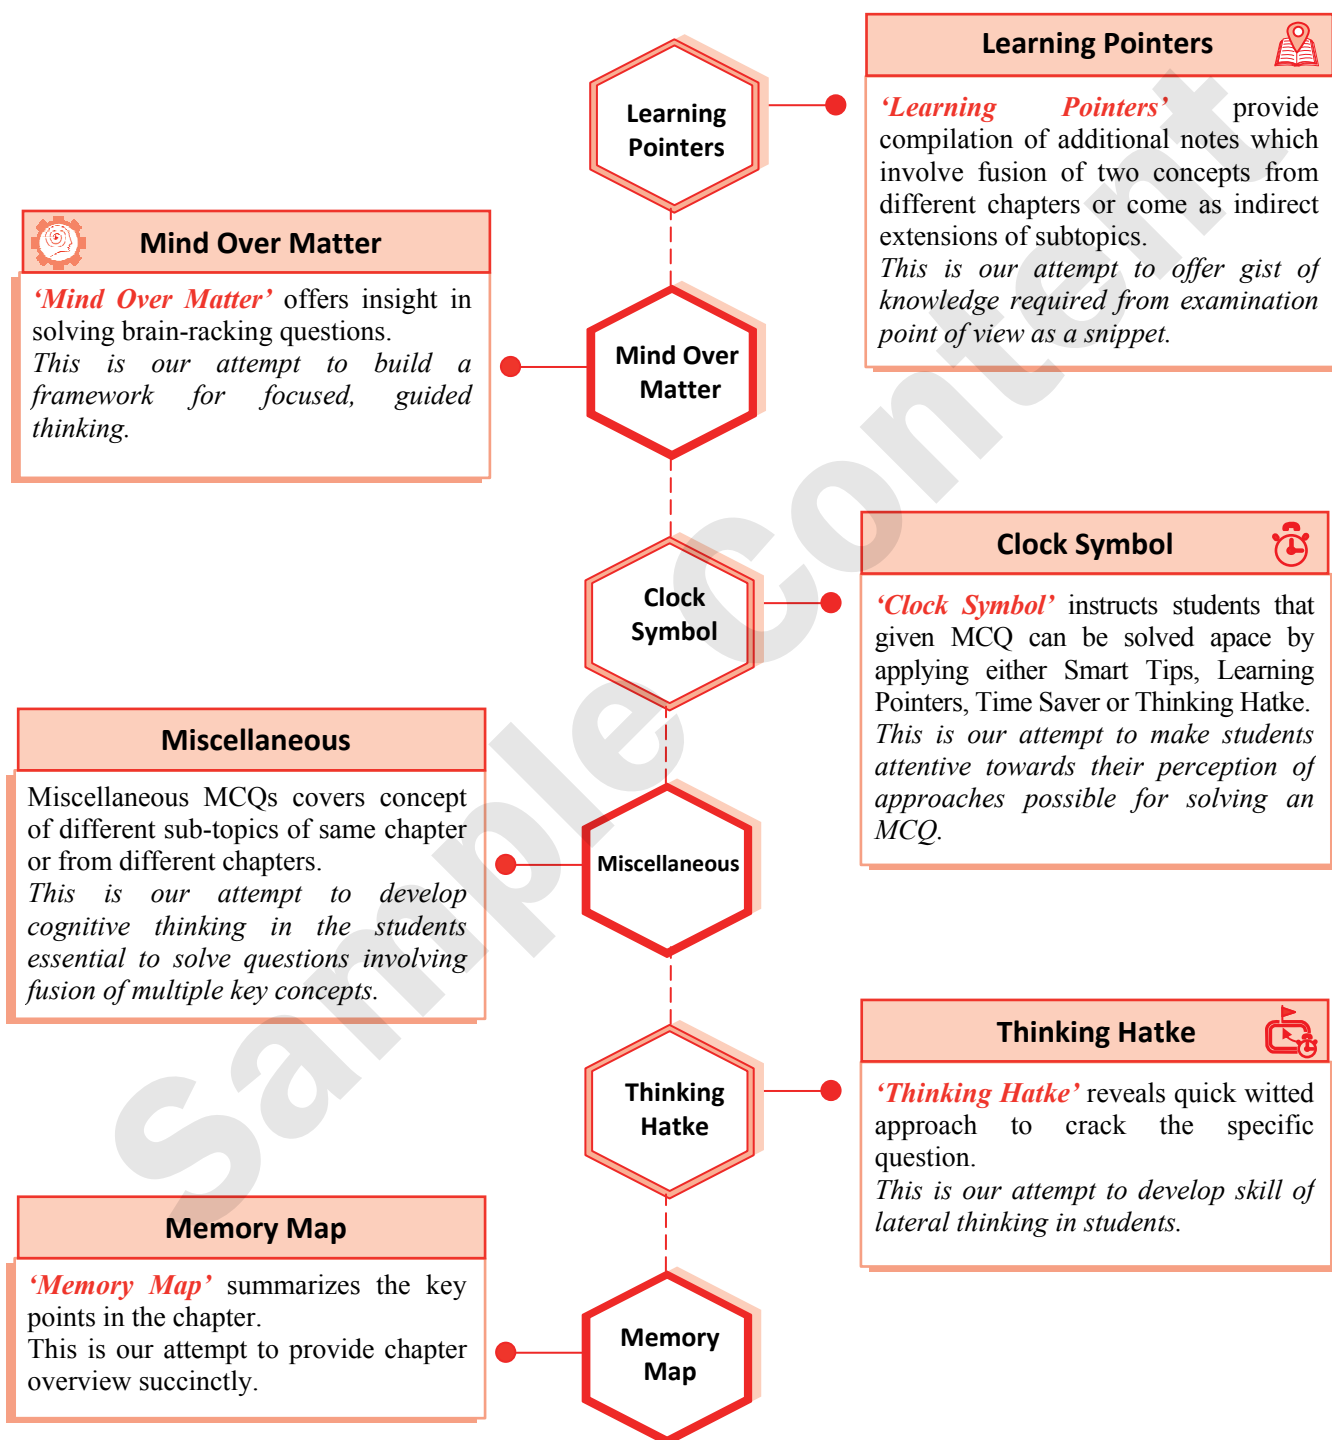 Learning
Pointers
Learning Pointers
‘Learning Pointers’ provide
compilation of additional notes which
involve fusion of two concepts from
different chapters or come as indirect
extensions of subtopics.
This is our attempt to offer gist of
knowledge required from examination
point of view as a snippet.
Mind Over Matter
‘Mind Over Matter’ offers insight in
solving brain-racking questions.
This is our attempt to build a
framework for focused, guided
thinking.
Mind Over
Matter
Clock
Symbol
Clock Symbol
‘Clock Symbol’ instructs students that
given MCQ can be solved apace by
applying either Smart Tips, Learning
Pointers, Time Saver or Thinking Hatke.
This is our attempt to make students
attentive towards their perception of
approaches possible for solving an
MCQ.
Miscellaneous
Miscellaneous MCQs covers concept
of different sub-topics of same chapter
or from different chapters.
This is our attempt to develop
cognitive thinking in the students
essential to solve questions involving
fusion of multiple key concepts.
Miscellaneous
Thinking
Hatke
Thinking Hatke
‘Thinking Hatke’ reveals quick witted
approach to crack the specific
question.
This is our attempt to develop skill of
lateral thinking in students.
Memory Map
‘Memory Map’ summarizes the key
points in the chapter.
This is our attempt to provide chapter
overview succinctly.
Memory
Map
Sample Content